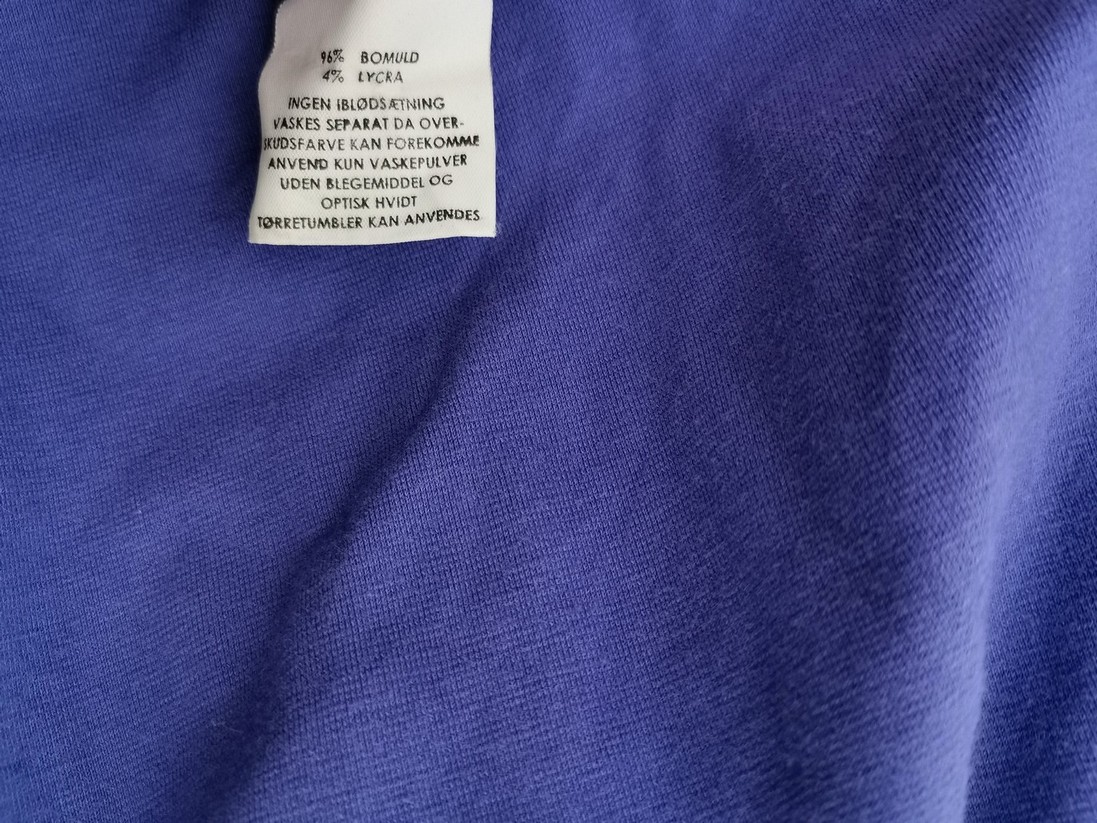 96% BOMULD
4% LYCRA
INGEN IBLØDSÆTNING
VASKES SEPARAT DA OVER-
SKUDSFARVE KAN FOREKOMME
ANVEND KUN VASKEPULVER
UDEN BLEGEMIDDEL OG
OPTISK HVIDT
TØRRETUMBLER KAN ANVENDES